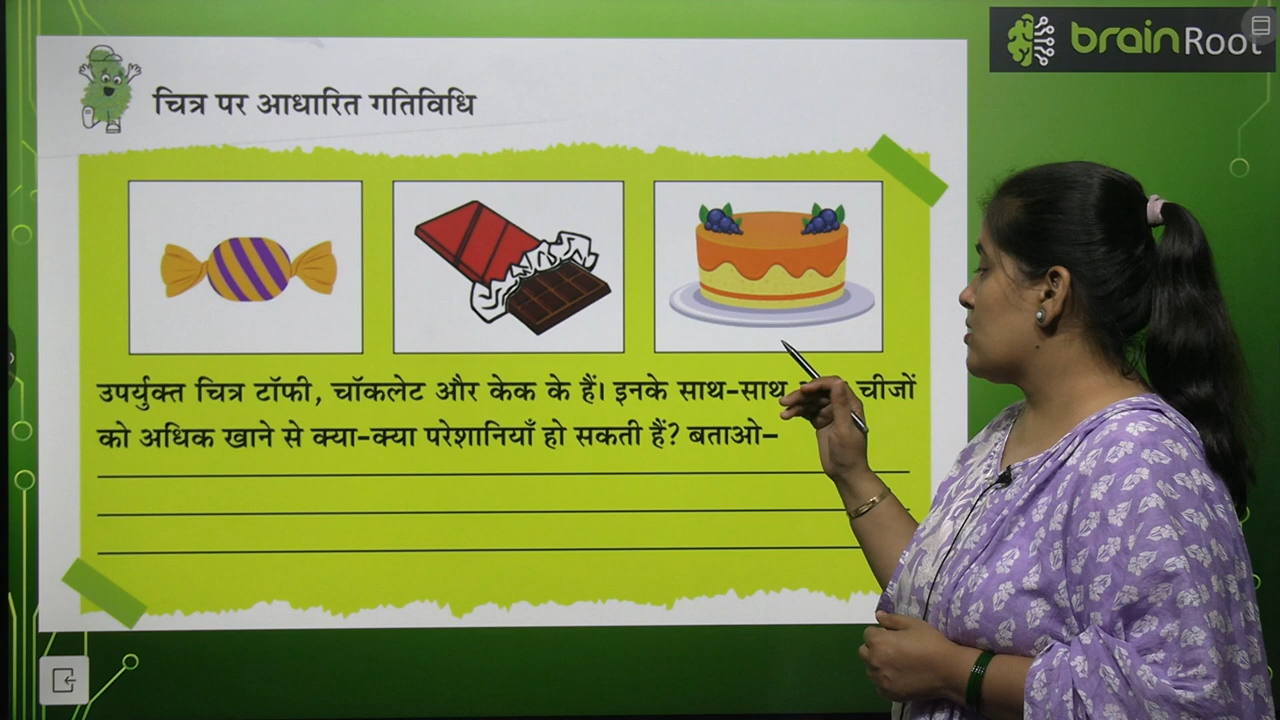 brainRoot
चित्र पर आधारित गतिविधि
उपर्युक्त चित्र टॉफी, चॉकलेट और केक के हैं। इनके साथ-साथ चीजों
को अधिक खाने से क्या-क्या परेशानियाँ हो सकती हैं? बताओ–